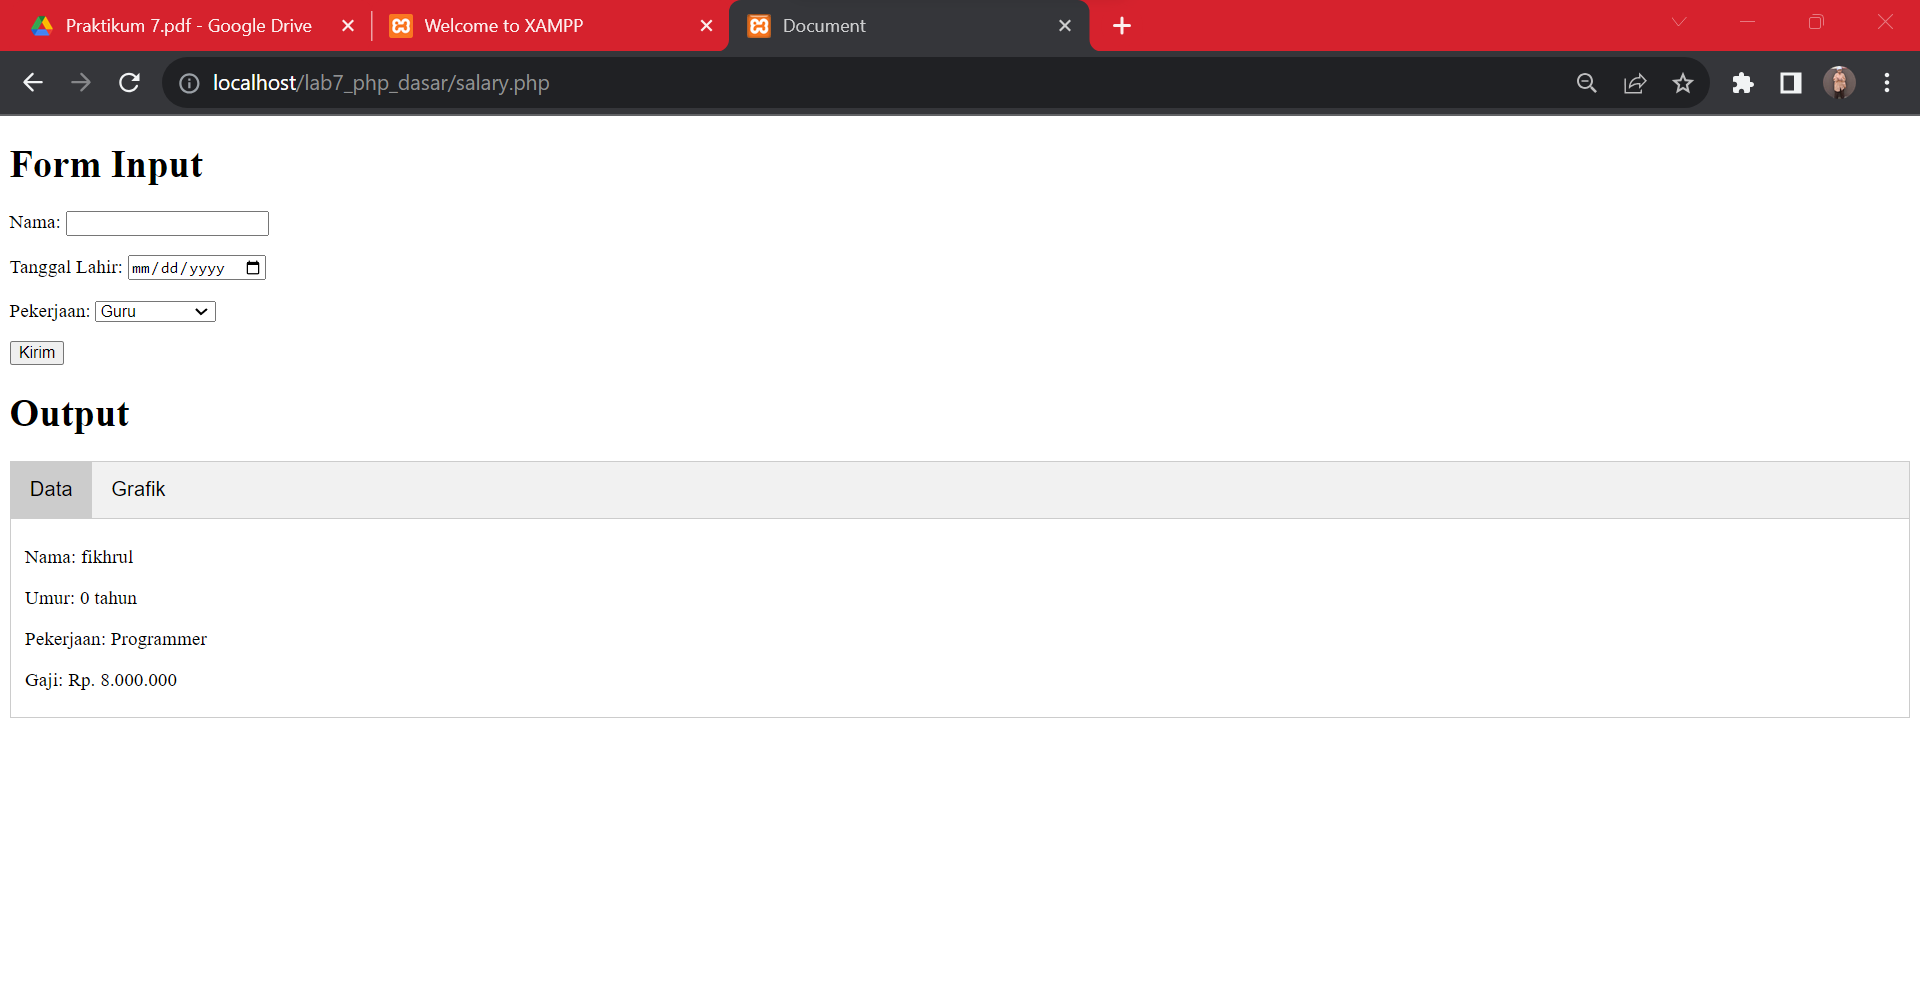 Praktikum 7.pdf - Google Drive
Welcome to XAMPP
Document
localhost/lab7_php_dasar/salary.php
Form Input
Nama:
Tanggal Lahir: mm/dd/yyyy
Pekerjaan: Guru
Kirim
Output
Data Grafik
Nama: fikhrul
Umur: 0 tahun
Pekerjaan: Programmer
Gaji: Rp. 8.000.000